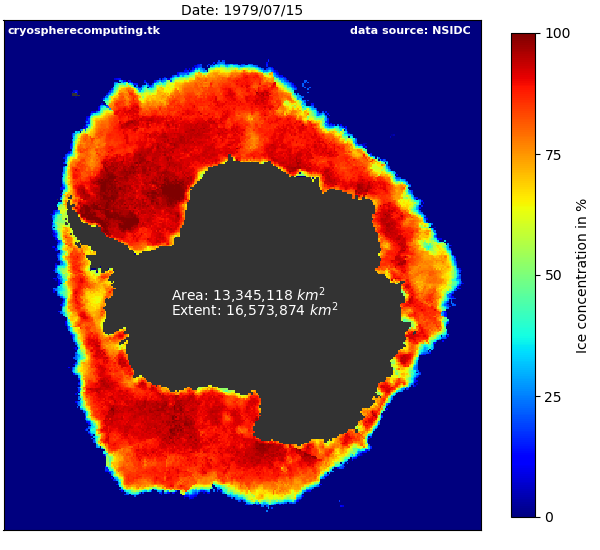 Date: 1979/07/15
cryospherecomputing.tk data source: NSIDC
Area: 13,345,118 km²
Extent: 16,573,874 km²
100
75
50
25
0
Ice concentration in %